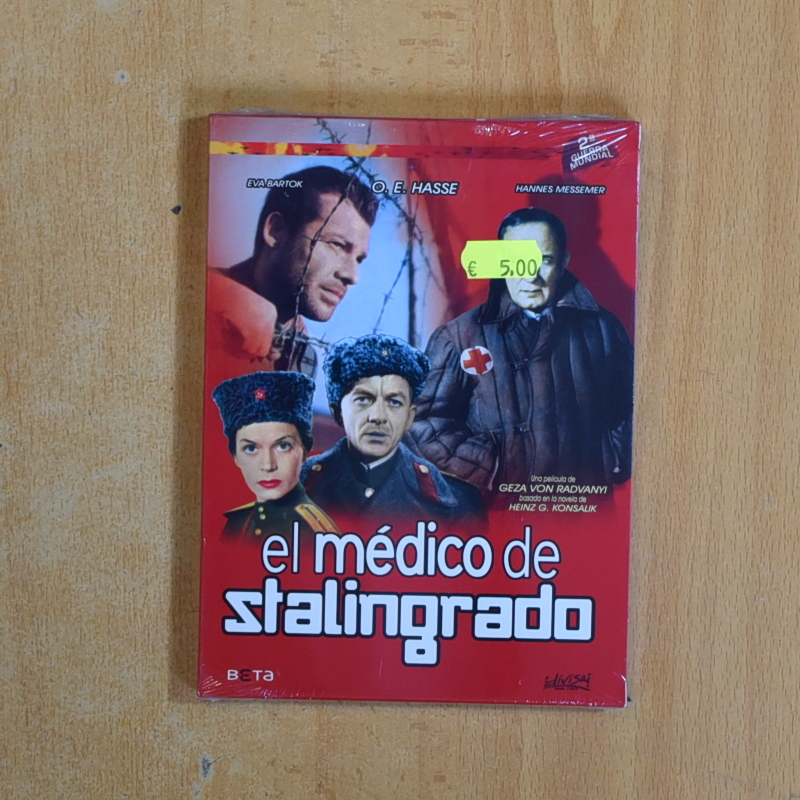 2ª
GUERRA
MUNDIAL
EVA BARTOK
O. E. HASSE
HANNES MESSEMER
€ 5,00
Una película de
GEZA VON RADVANYI
basada en la novela de
HEINZ G. KONSALIK
el médico de
stalingrado
BETA
divisa